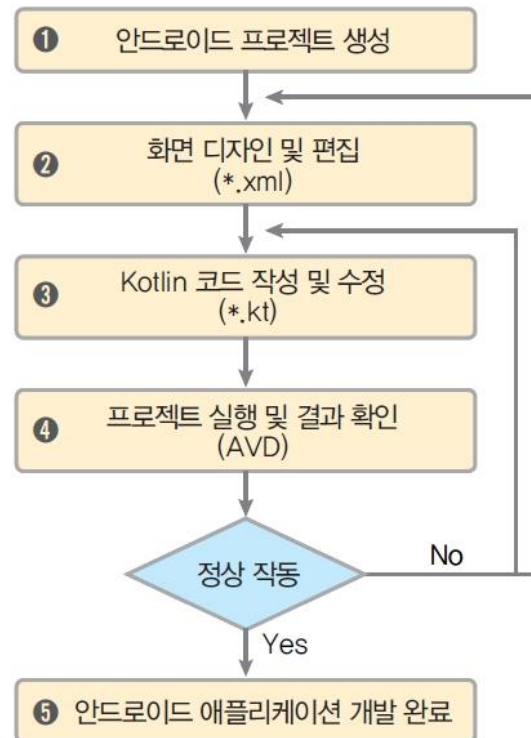 ❶ 안드로이드 프로젝트 생성
❷ 화면 디자인 및 편집
(*.xml)
❸ Kotlin 코드 작성 및 수정
(*.kt)
❹ 프로젝트 실행 및 결과 확인
(AVD)
정상 작동
No
Yes
❺ 안드로이드 애플리케이션 개발 완료